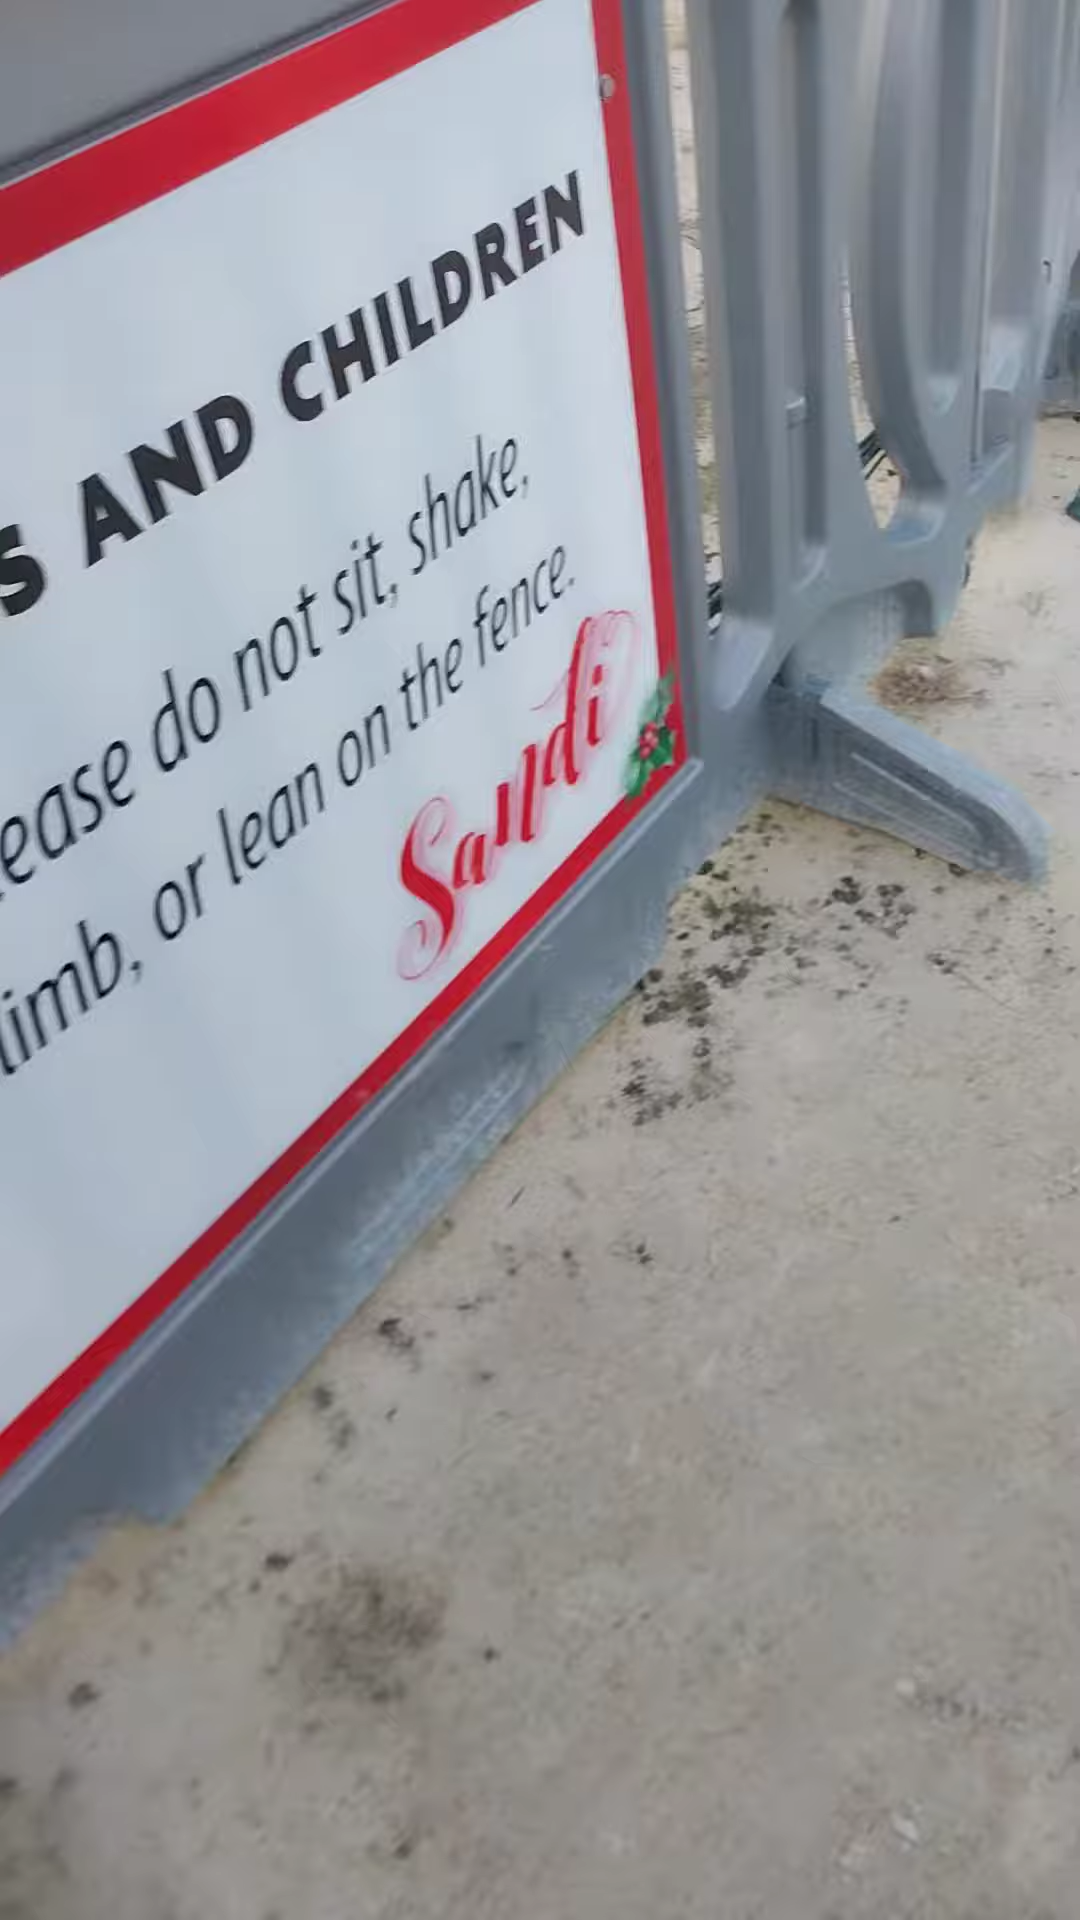 S AND CHILDREN
ease do not sit, shake,
limb, or lean on the fence.
Sandi